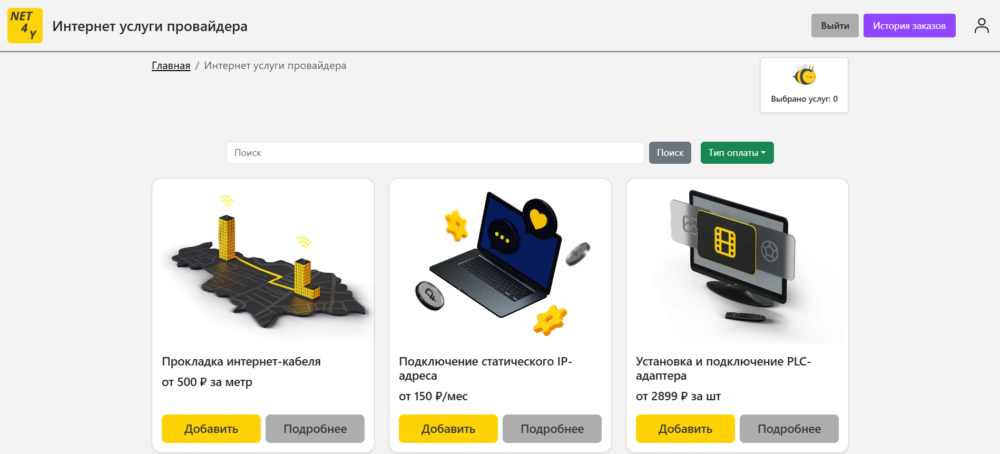 NET
4
Y
Интернет услуги провайдера
Выйти
История заказов
Главная / Интернет услуги провайдера
Выбрано услуг: 0
Поиск
Поиск
Тип оплаты
Прокладка интернет-кабеля
от 500 ₽ за метр
Добавить
Подробнее
Подключение статического IP-
адреса
от 150 ₽/мес
Добавить
Подробнее
Установка и подключение PLC-
адаптера
от 2899 ₽ за шт
Добавить
Подробнее